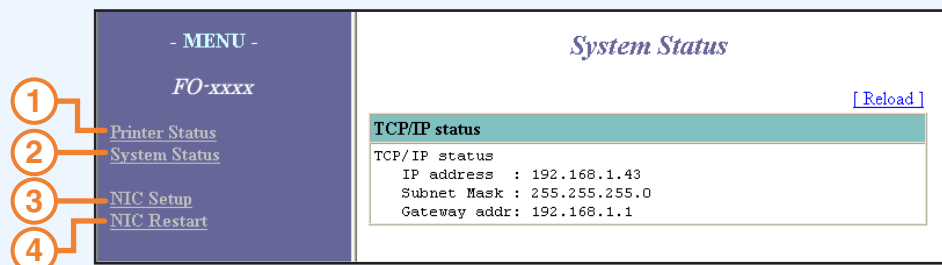 - MENU -
FO-xxxx
1
Printer Status
2
System Status
3
NIC Setup
4
NIC Restart
System Status
[ Reload ]
TCP/IP status
TCP/IP status
IP address : 192.168.1.43
Subnet Mask : 255.255.255.0
Gateway addr: 192.168.1.1